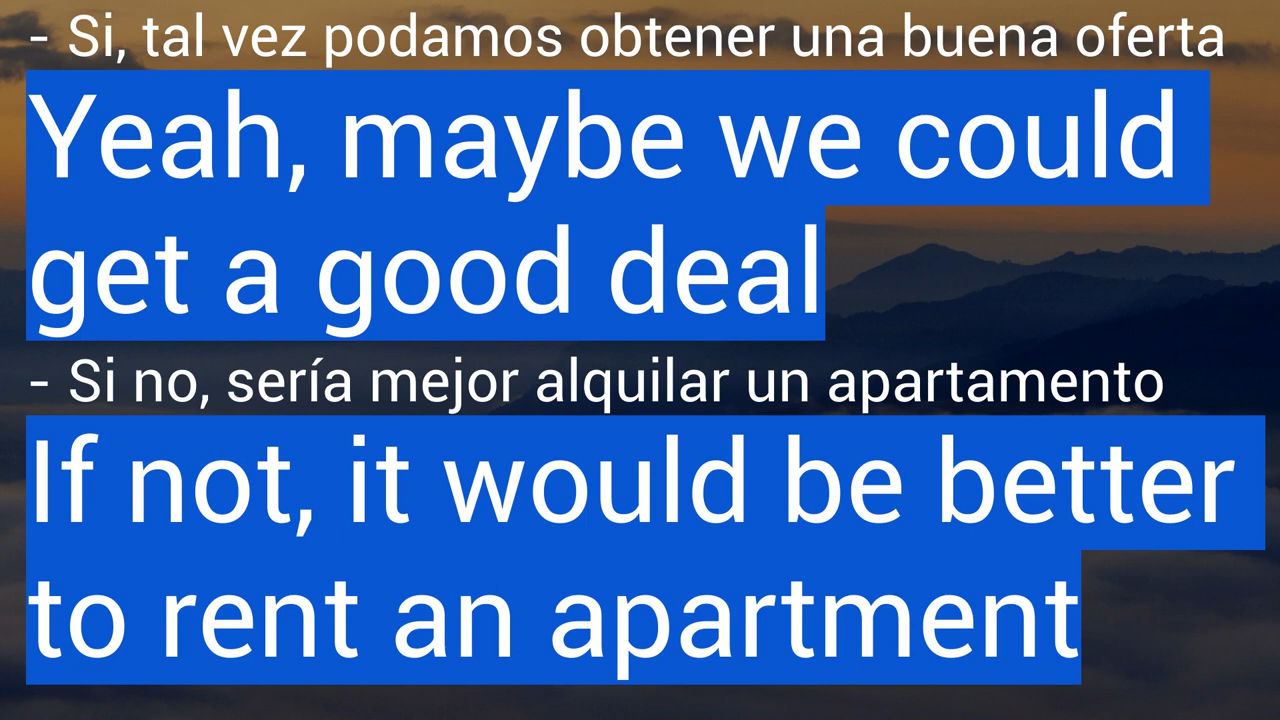 - Si, tal vez podamos obtener una buena oferta
Yeah, maybe we could
get a good deal
- Si no, sería mejor alquilar un apartamento
If not, it would be better
to rent an apartment